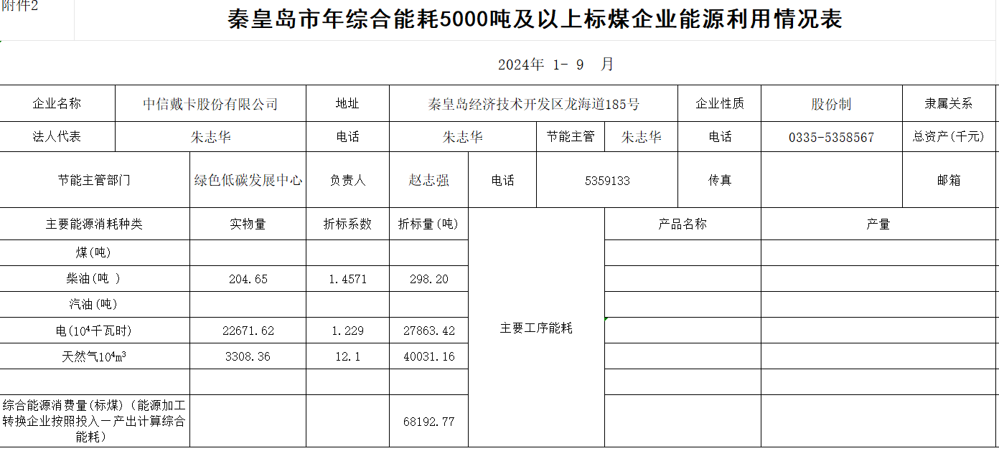 附件2
秦皇岛市年综合能耗5000吨及以上标煤企业能源利用情况表
2024年 1- 9 月
企业名称 中信戴卡股份有限公司 地址 秦皇岛经济技术开发区龙海道185号 企业性质 股份制 隶属关系
法人代表 朱志华 电话 朱志华 节能主管 朱志华 电话 0335-5358567 总资产(千元)
节能主管部门 绿色低碳发展中心 负责人 赵志强 电话 5359133 传真 邮箱
主要能源消耗种类 实物量 折标系数 折标量(吨) 主要工序能耗 产品名称 产量
煤(吨)
柴油(吨 ) 204.65 1.4571 298.20
汽油(吨)
电(10⁴千瓦时) 22671.62 1.229 27863.42
天然气10⁴m³ 3308.36 12.1 40031.16
综合能源消费量(标煤)(能源加工
转换企业按照投入一产出计算综合
能耗) 68192.77